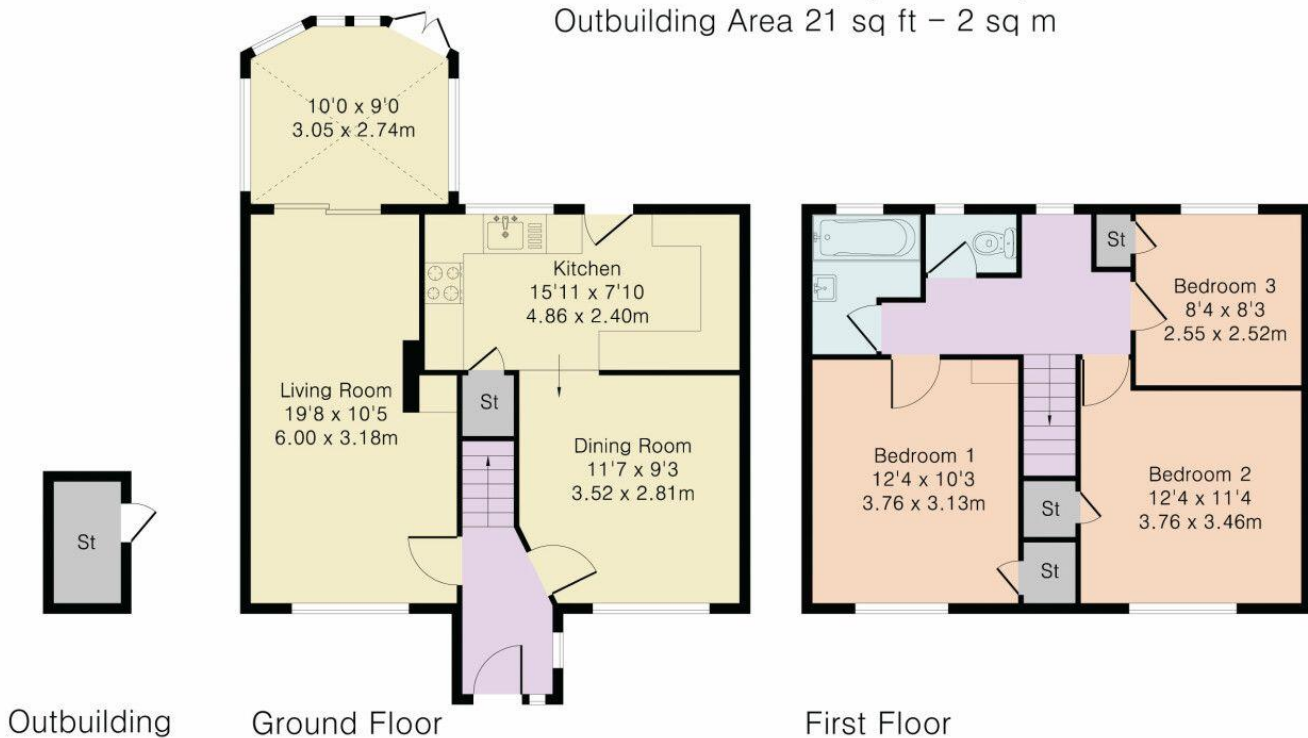 Outbuilding Area 21 sq ft – 2 sq m
10'0 x 9'0
3.05 x 2.74m
Kitchen
15'11 x 7'10
4.86 x 2.40m
Living Room
19'8 x 10'5
6.00 x 3.18m
St
Dining Room
11'7 x 9'3
3.52 x 2.81m
St
St
Bedroom 3
8'4 x 8'3
2.55 x 2.52m
Bedroom 1
12'4 x 10'3
3.76 x 3.13m
Bedroom 2
12'4 x 11'4
3.76 x 3.46m
St
St
Outbuilding
Ground Floor
First Floor